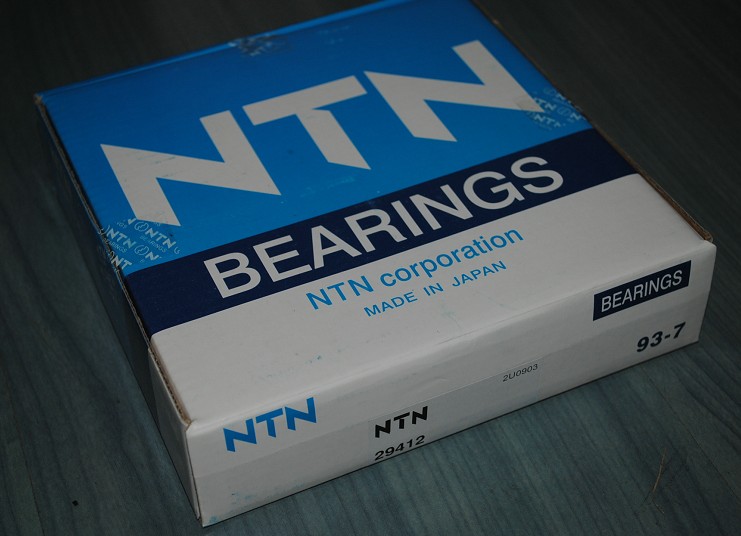 NTN
BEARINGS
NTN corporation
MADE IN JAPAN
BEARINGS
93-7
2U0903
NTN
NTN
29412